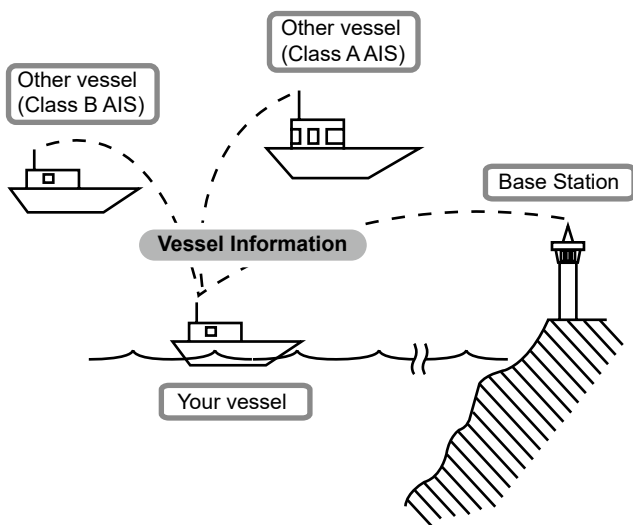 Other vessel
(Class A AIS)
Other vessel
(Class B AIS)
Base Station
Vessel Information
Your vessel